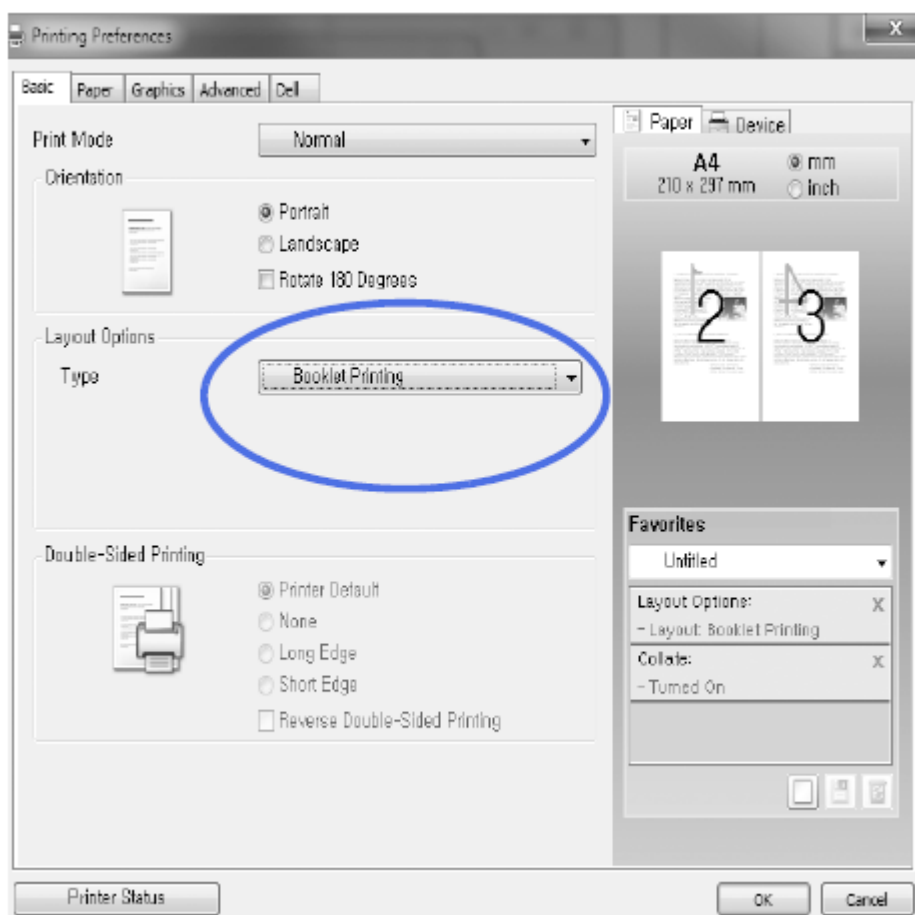 Printing Preferences
X
Basic Paper Graphics Advanced Dell
Print Mode Normal
Orientation
Portrait
Landscape
Rotate 180 Degrees
Layout Options
Type Booklet Printing
Double-Sided Printing
Printer Default
None
Long Edge
Short Edge
Reverse Double-Sided Printing
Paper Device
A4 mm
210 x 297 mm inch
1 2 4 3
Favorites
Untitled
Layout Options: X
- Layout: Booklet Printing
Collate: X
- Turned On
Printer Status OK Cancel